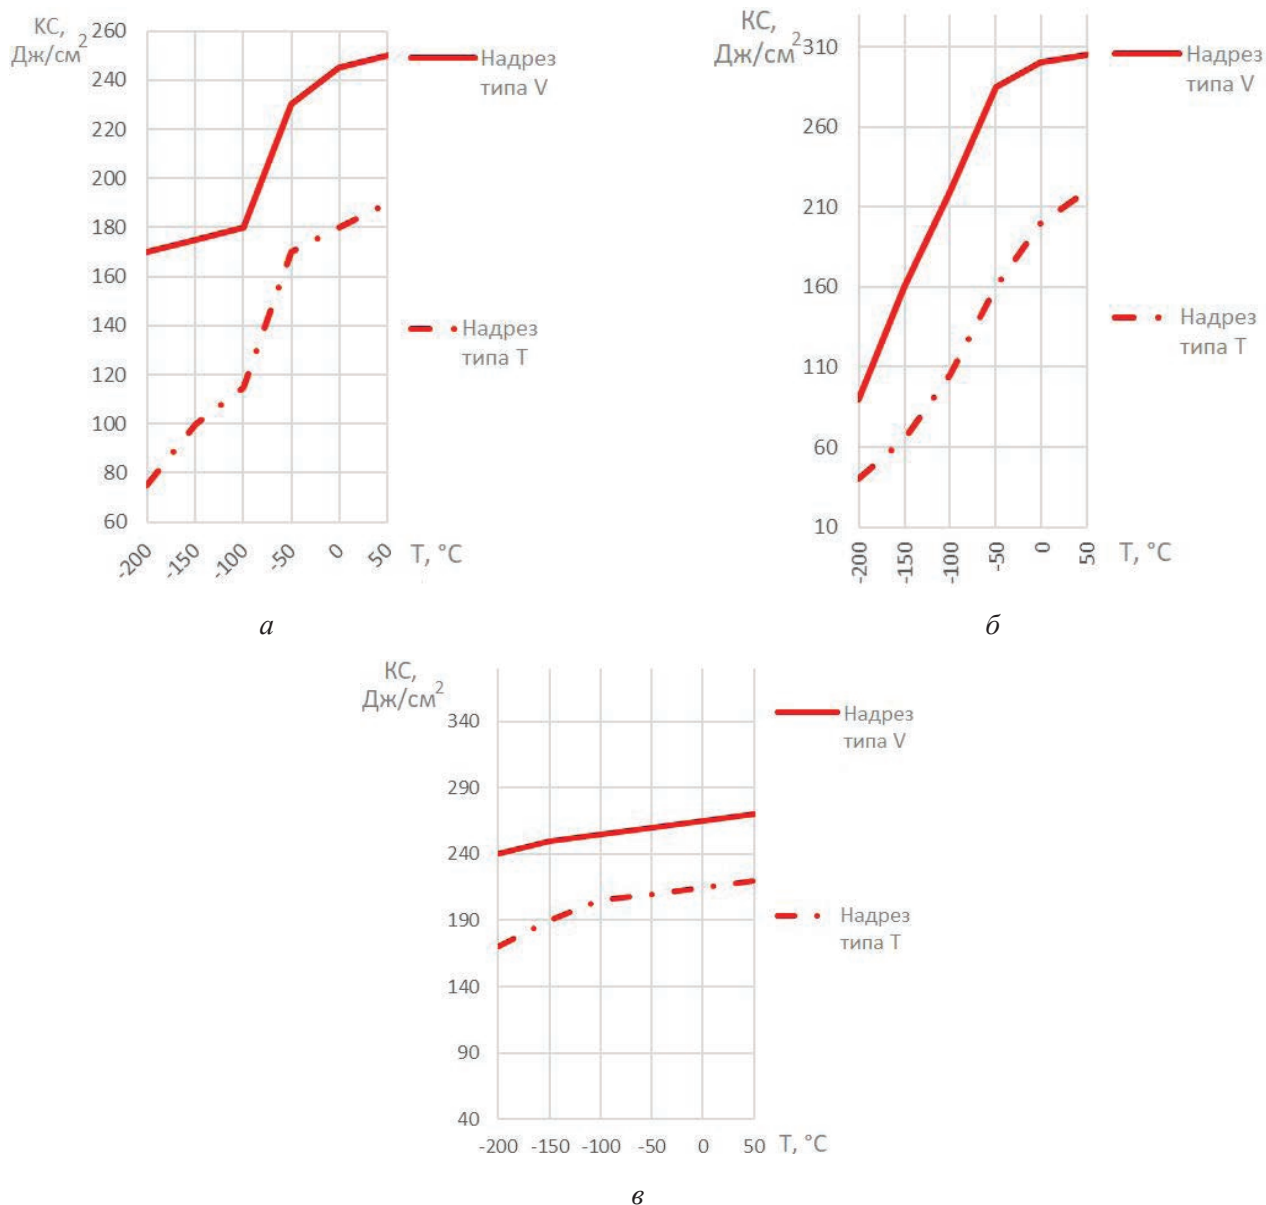 КС,
Дж/см²
260
240
220
200
180
160
140
120
100
80
60
-200
-150
-100
-50
0
50
T, °C
Надрез
типа V
Надрез
типа T
а
КС,
Дж/см²
310
260
210
160
110
60
10
-200
-150
-100
-50
0
50
T, °C
Надрез
типа V
Надрез
типа T
б
КС,
Дж/см²
340
290
240
190
140
90
40
-200 -150 -100 -50 0 50 T, °C
Надрез
типа V
Надрез
типа T
в